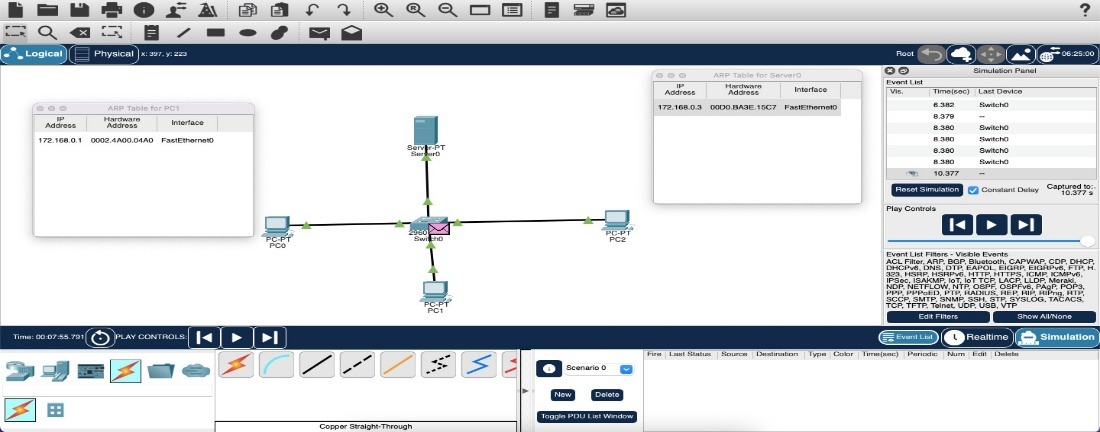 ?
Logical
Physical
x: 397, y: 223
Root
06:25:00
ARP Table for PC1
IP Address
Hardware Address
Interface
172.168.0.1 0002.4A00.04A0 FastEthernet0
Server-PT
Server0
PC-PT
PC0
2960
Switch0
PC-PT
PC2
PC-PT
PC1
ARP Table for Server0
IP Address
Hardware Address
Interface
172.168.0.3 00D0.BA3E.15C7 FastEthernet0
Simulation Panel
Event List
Vis. Time(sec) Last Device
6.382 Switch0
8.379 --
8.380 Switch0
8.380 Switch0
8.380 Switch0
8.380 Switch0
10.377 --
Reset Simulation
Constant Delay
Captured to:
10.377 s
Play Controls
Event List Filters - Visible Events
ACL Filter, ARP, BGP, Bluetooth, CAPWAP, CDP, DHCP,
DHCPv6, DNS, DTP, EAPOL, EIGRP, EIGRPv6, FTP, H.
323, HSRP, HSRPv6, HTTP, HTTPS, ICMP, ICMPv6,
IPSec, ISAKMP, IoT, IoT TCP, LACP, LLDP, Meraki,
NDP, NETFLOW, NTP, OSPF, OSPFv6, PAgP, POP3,
PPP, PPPoED, PTP, RADIUS, REP, RIP, RIPng, RTP,
SCCP, SMTP, SNMP, SSH, STP, SYSLOG, TACACS,
TCP, TFTP, Telnet, UDP, USB, VTP
Edit Filters
Show All/None
Time: 00:07:55.791
PLAY CONTROLS:
Event List
Realtime
Simulation
Scenario 0
New
Delete
Toggle PDU List Window
Fire Last Status Source Destination Type Color Time(sec) Periodic Num Edit Delete
Copper Straight-Through